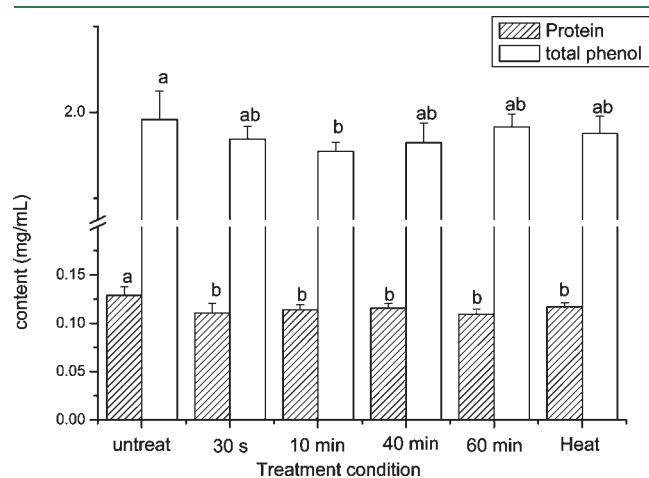 Protein
total phenol
a
ab
b
ab
ab
ab
2.0
content (mg/mL)
0.15
a
b
b
b
b
b
0.10
0.05
0.00
untreat 30 s 10 min 40 min 60 min Heat
Treatment condition